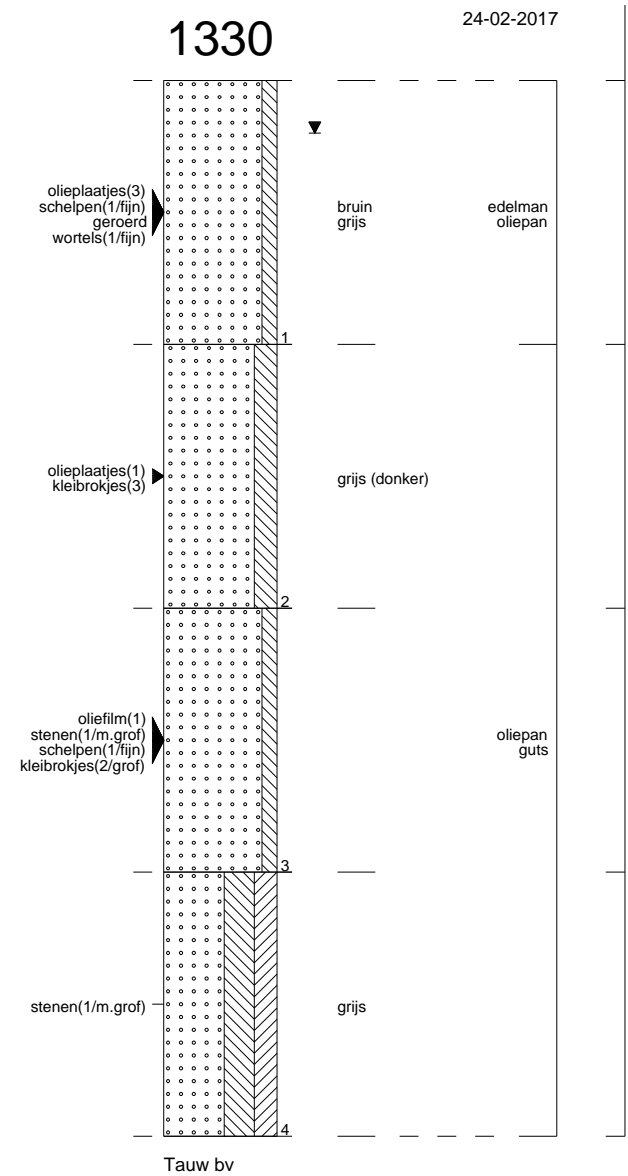 1330
24-02-2017
olieplaatjes(3)
schelpen(1/fijn)
geroerd
wortels(1/fijn)
bruin
grijs
edelman
oliepan
1
olieplaatjes(1)
kleibrokjes(3)
grijs (donker)
2
oliefilm(1)
stenen(1/m.grof)
schelpen(1/fijn)
kleibrokjes(2/grof)
oliepan
guts
3
stenen(1/m.grof)
grijs
4
Tauw bv